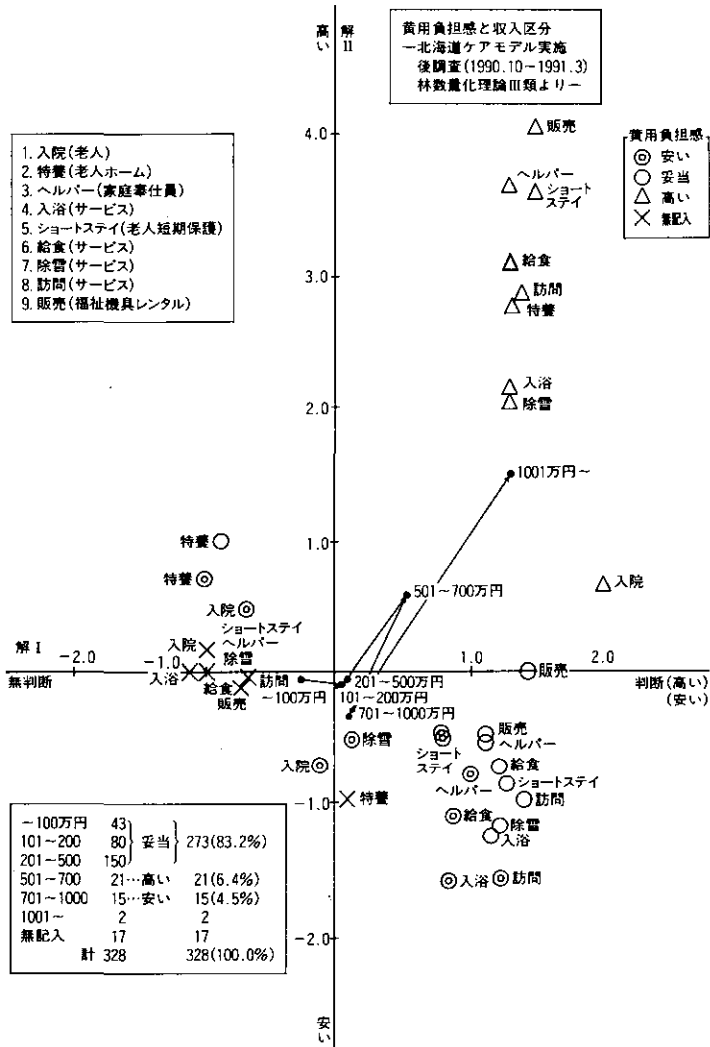 高い
解II
費用負担感と収入区分
―北海道ケアモデル実施
後調査(1990.10~1991.3)
林数量化理論III類より―
1. 入院(老人)
2. 特養(老人ホーム)
3. ヘルパー(家庭奉仕員)
4. 入浴(サービス)
5. ショートステイ(老人短期保護)
6. 給食(サービス)
7. 除雪(サービス)
8. 訪問(サービス)
9. 販売(福祉機具レンタル)
費用負担感
◎ 安い
○ 妥当
△ 高い
× 無記入
4.0
販売
ヘルパー
ショート
ステイ
3.0
給食
訪問
特養
2.0
入浴
除雪
1001万円~
1.0
特養
特養
入院
501~700万円
入院
ショートステイ
ヘルパー
除雪
入院
解 I
-2.0
-1.0
1.0
2.0
無判断
入浴
給食
販売
訪問
~100万円
201~500万円
101~200万円
701~1000万円
販売
判断(高い)
(安い)
除雪
入院
特養
ショート
ステイ
販売
ヘルパー
給食
ヘルパー
ショートステイ
訪問
給食
除雪
入浴
入浴
訪問
-1.0
~100万円 43
101~200 80 妥当 273(83.2%)
201~500 150
501~700 21…高い 21(6.4%)
701~1000 15…安い 15(4.5%)
1001~ 2 2
無記入 17 17
計 328 328(100.0%)
-2.0
安い